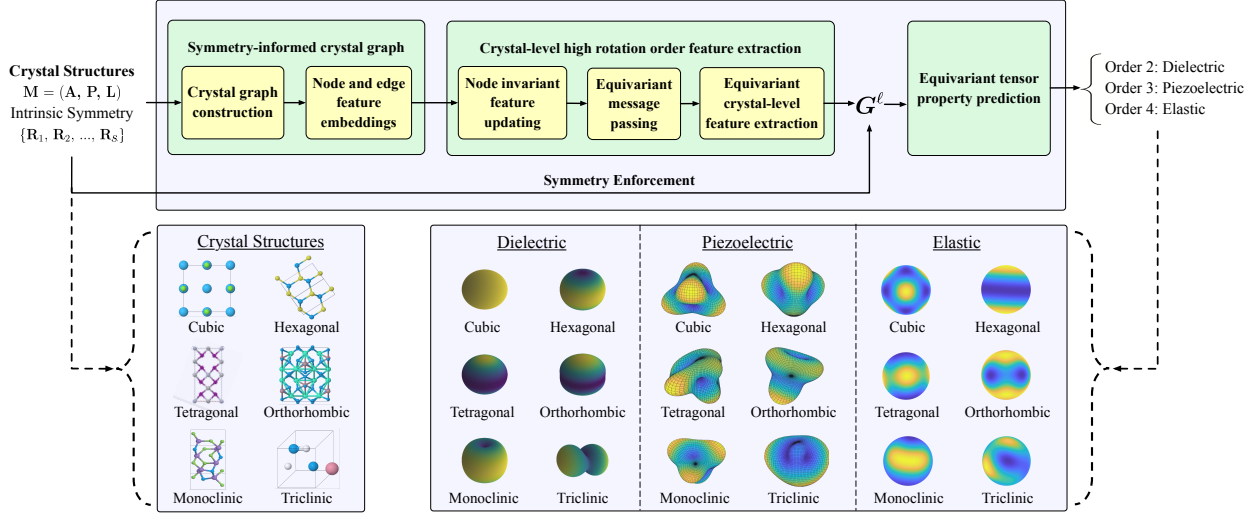 Crystal Structures
M = (A, P, L)
Intrinsic Symmetry
{R₁, R₂, ..., R_S}
Symmetry-informed crystal graph
Crystal graph
construction
Node and edge
feature
embeddings
Crystal-level high rotation order feature extraction
Node invariant
feature
updating
Equivariant
message
passing
Equivariant
crystal-level
feature extraction
G^ℓ
Equivariant tensor
property prediction
Order 2: Dielectric
Order 3: Piezoelectric
Order 4: Elastic
Symmetry Enforcement
Crystal Structures
Cubic
Hexagonal
Tetragonal
Orthorhombic
Monoclinic
Triclinic
Dielectric
Cubic
Hexagonal
Tetragonal
Orthorhombic
Monoclinic
Triclinic
Piezoelectric
Cubic
Hexagonal
Tetragonal
Orthorhombic
Monoclinic
Triclinic
Elastic
Cubic
Hexagonal
Tetragonal
Orthorhombic
Monoclinic
Triclinic